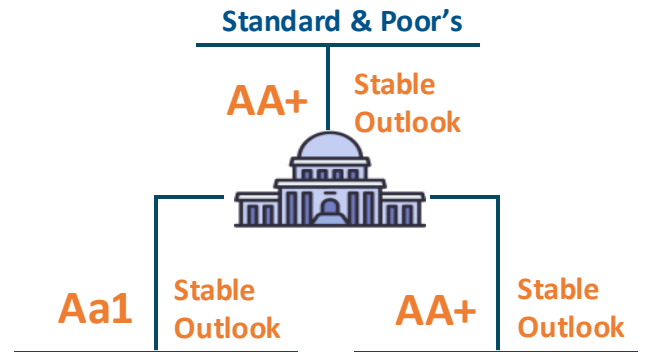 Standard & Poor’s
AA+
Stable
Outlook
Aa1
Stable
Outlook
AA+
Stable
Outlook